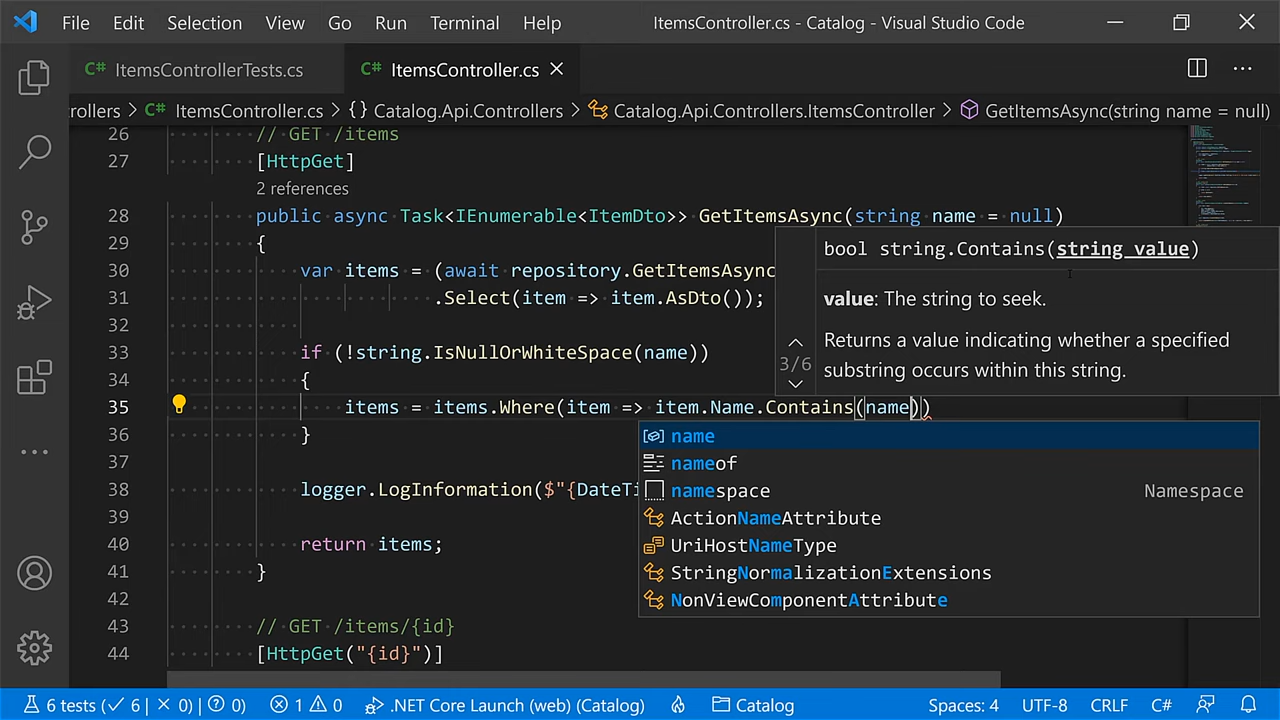 File Edit Selection View Go Run Terminal Help ItemsController.cs - Catalog - Visual Studio Code
C# ItemsControllerTests.cs C# ItemsController.cs
rollers > C# ItemsController.cs > {} Catalog.Api.Controllers > Catalog.Api.Controllers.ItemsController > GetItemsAsync(string name = null)
26 // GET /items
27 [HttpGet]
2 references
28 public async Task<IEnumerable<ItemDto>> GetItemsAsync(string name = null)
29 {
30 var items = (await repository.GetItemsAsync
31 .Select(item => item.AsDto());
32
33 if (!string.IsNullOrWhiteSpace(name))
34 {
35 items = items.Where(item => item.Name.Contains(name))
36 }
37
38 logger.LogInformation($"{DateTi
39
40 return items;
41 }
42
43 // GET /items/{id}
44 [HttpGet("{id}")]
bool string.Contains(string value)
value: The string to seek.
3/6
Returns a value indicating whether a specified
substring occurs within this string.
name
nameof
namespace Namespace
ActionNameAttribute
UriHostNameType
StringNormalizationExtensions
NonViewComponentAttribute
6 tests (✓ 6 | × 0) | ? 0) 1 0 .NET Core Launch (web) (Catalog) Catalog Spaces: 4 UTF-8 CRLF C#